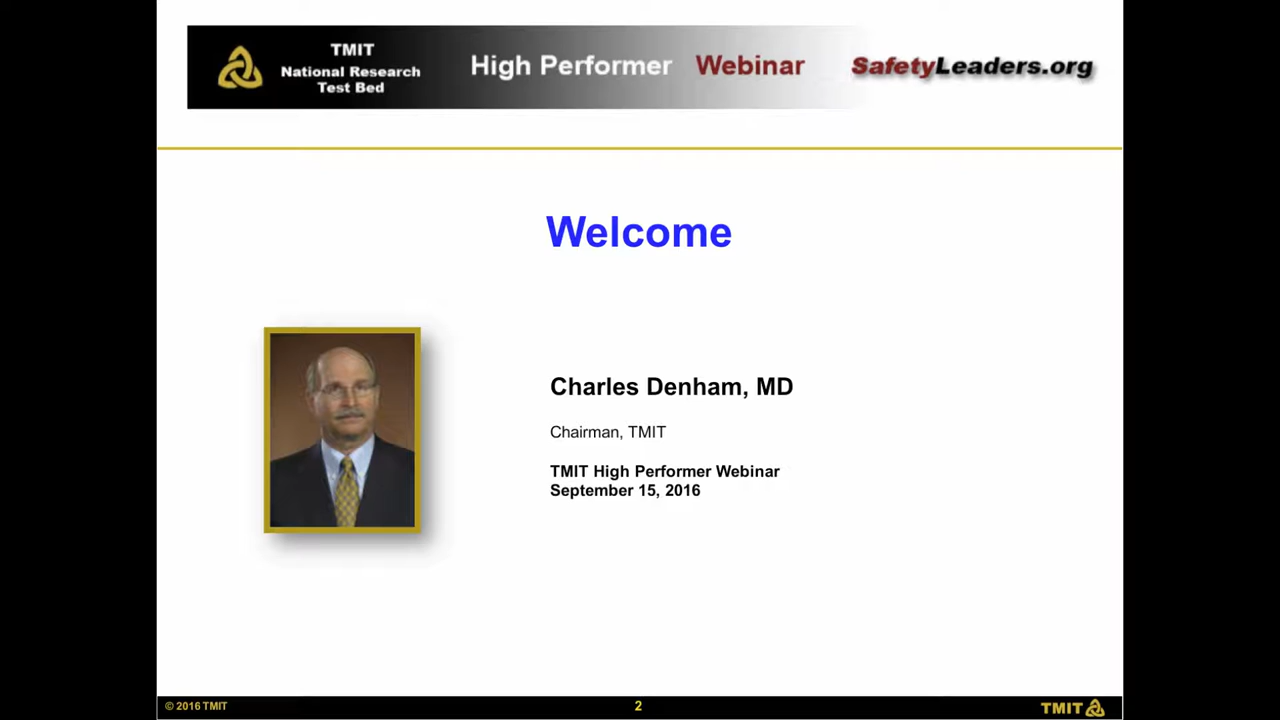 TMIT
National Research
Test Bed
High Performer Webinar
SafetyLeaders.org
Welcome
Charles Denham, MD
Chairman, TMIT
TMIT High Performer Webinar
September 15, 2016
© 2016 TMIT
2
TMIT